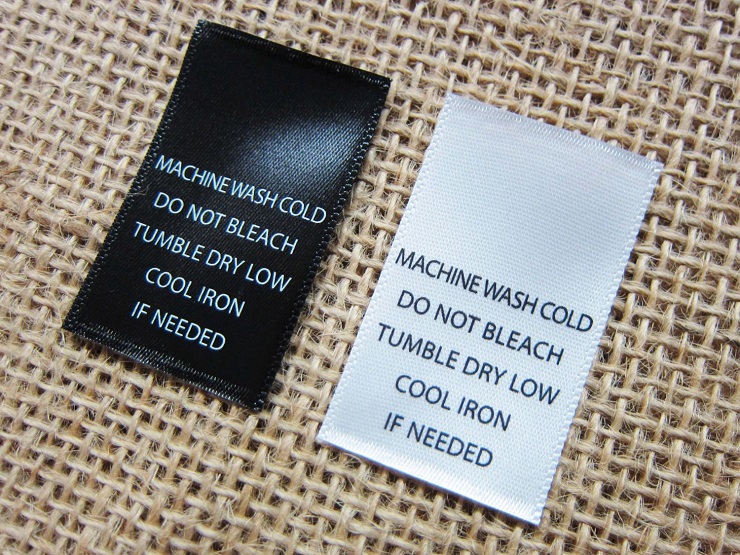 MACHINE WASH COLD
DO NOT BLEACH
TUMBLE DRY LOW
COOL IRON
IF NEEDED
MACHINE WASH COLD
DO NOT BLEACH
TUMBLE DRY LOW
COOL IRON
IF NEEDED